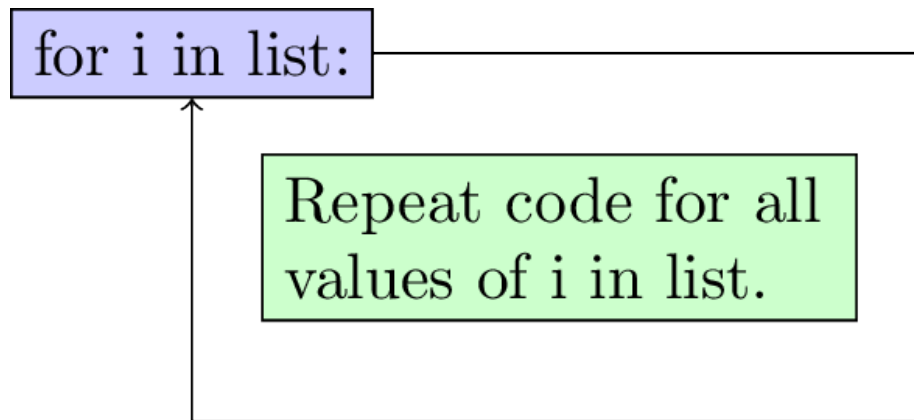 for i in list:
Repeat code for all
values of i in list.